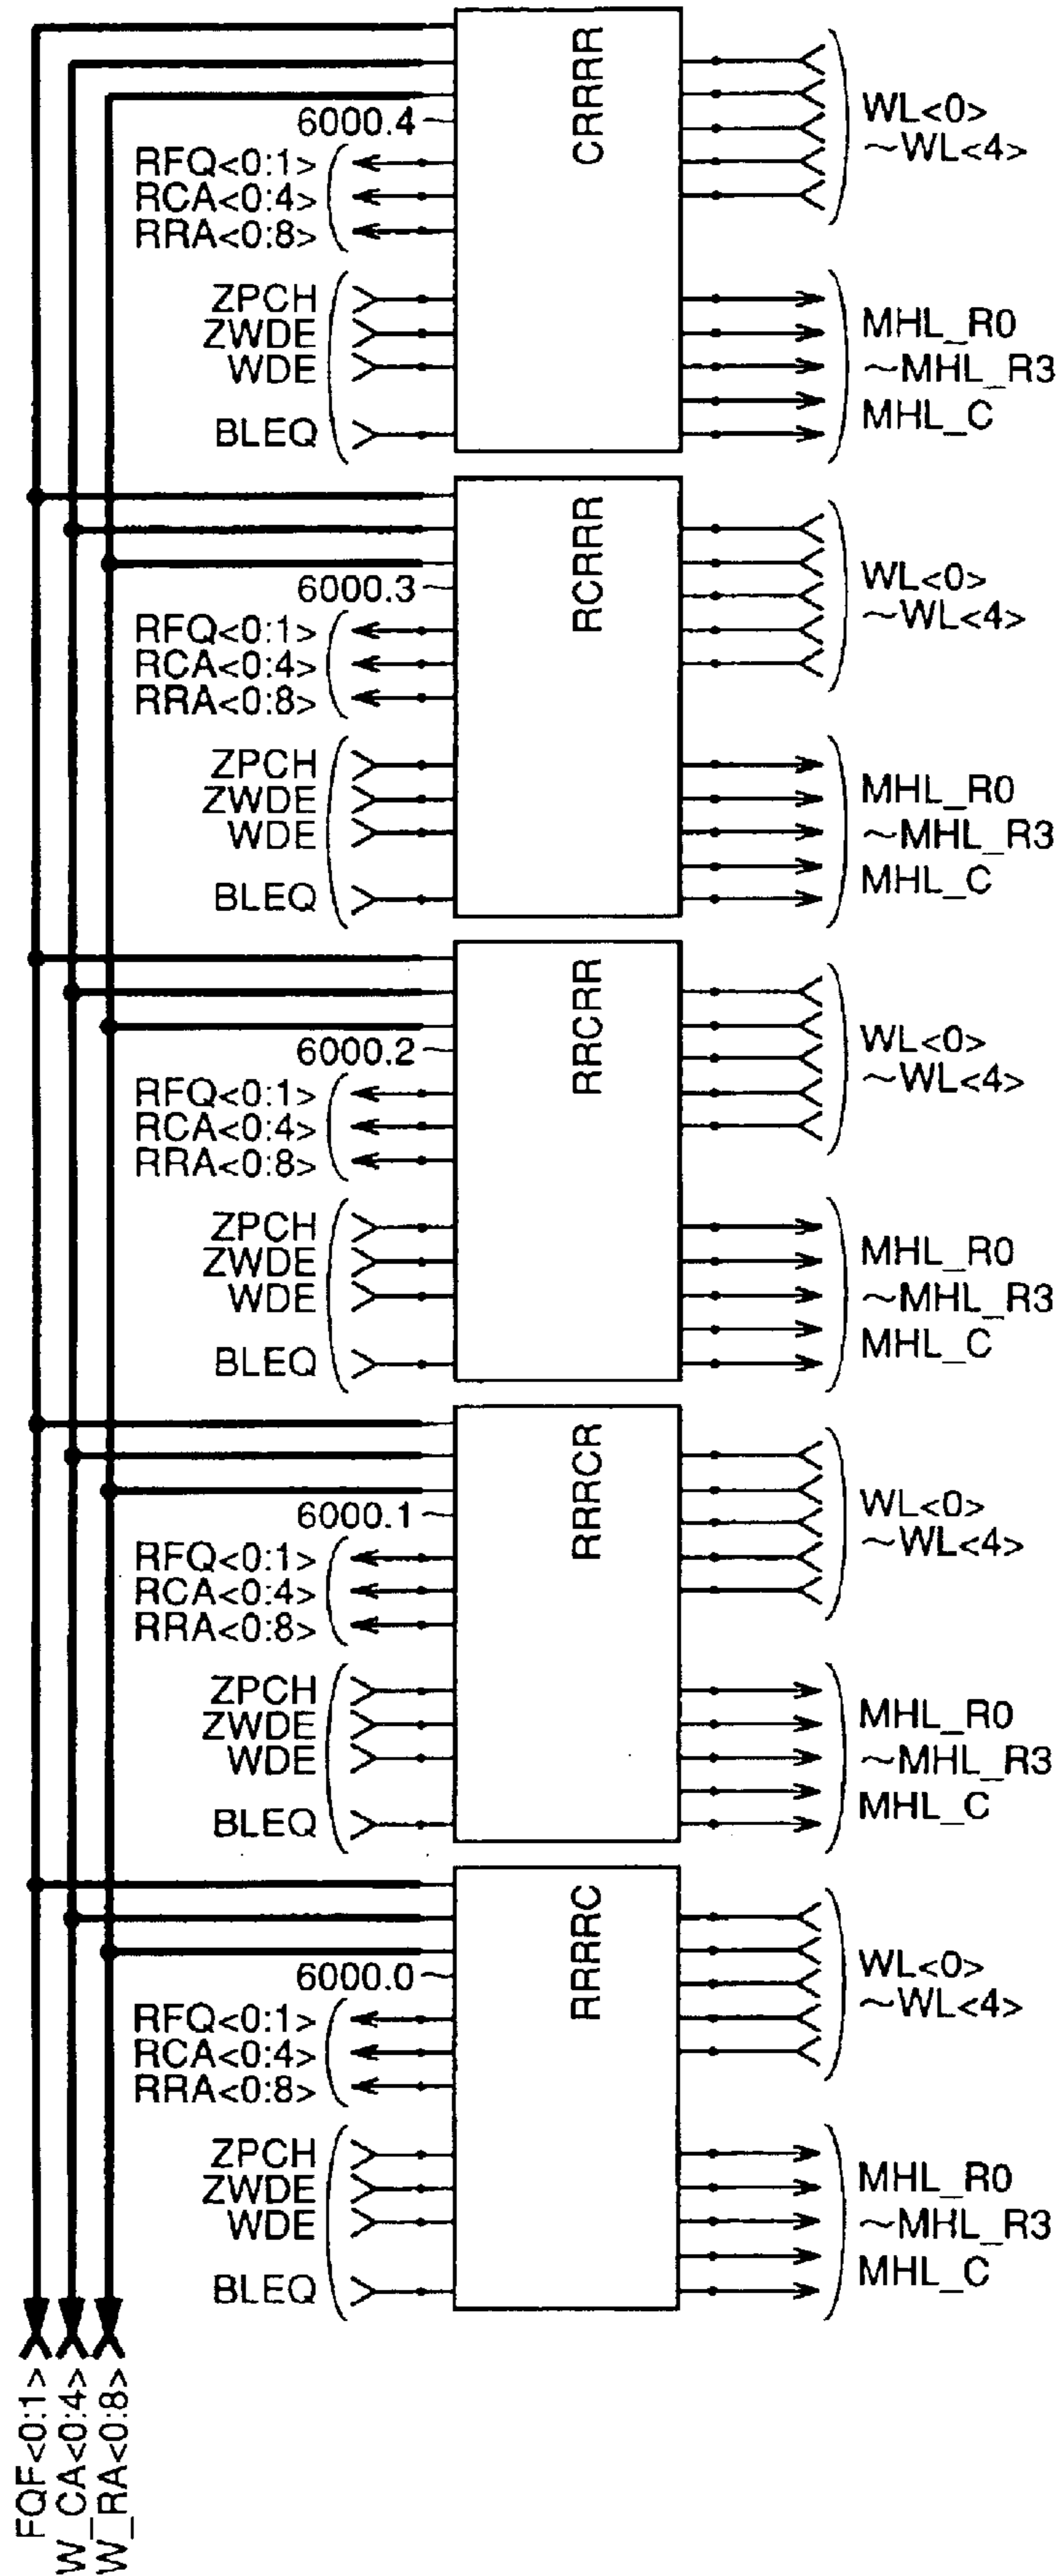 CRRRR
6000.4
RFQ<0:1>
RCA<0:4>
RRA<0:8>
ZPCH
ZWDE
WDE
BLEQ
WL<0>
~WL<4>
MHL_R0
~MHL_R3
MHL_C
RCRRR
6000.3
RFQ<0:1>
RCA<0:4>
RRA<0:8>
ZPCH
ZWDE
WDE
BLEQ
WL<0>
~WL<4>
MHL_R0
~MHL_R3
MHL_C
RRCRR
6000.2
RFQ<0:1>
RCA<0:4>
RRA<0:8>
ZPCH
ZWDE
WDE
BLEQ
WL<0>
~WL<4>
MHL_R0
~MHL_R3
MHL_C
RRRCR
6000.1
RFQ<0:1>
RCA<0:4>
RRA<0:8>
ZPCH
ZWDE
WDE
BLEQ
WL<0>
~WL<4>
MHL_R0
~MHL_R3
MHL_C
RRRRC
6000.0
RFQ<0:1>
RCA<0:4>
RRA<0:8>
ZPCH
ZWDE
WDE
BLEQ
WL<0>
~WL<4>
MHL_R0
~MHL_R3
MHL_C
FQF<0:1>
W_CA<0:4>
W_RA<0:8>